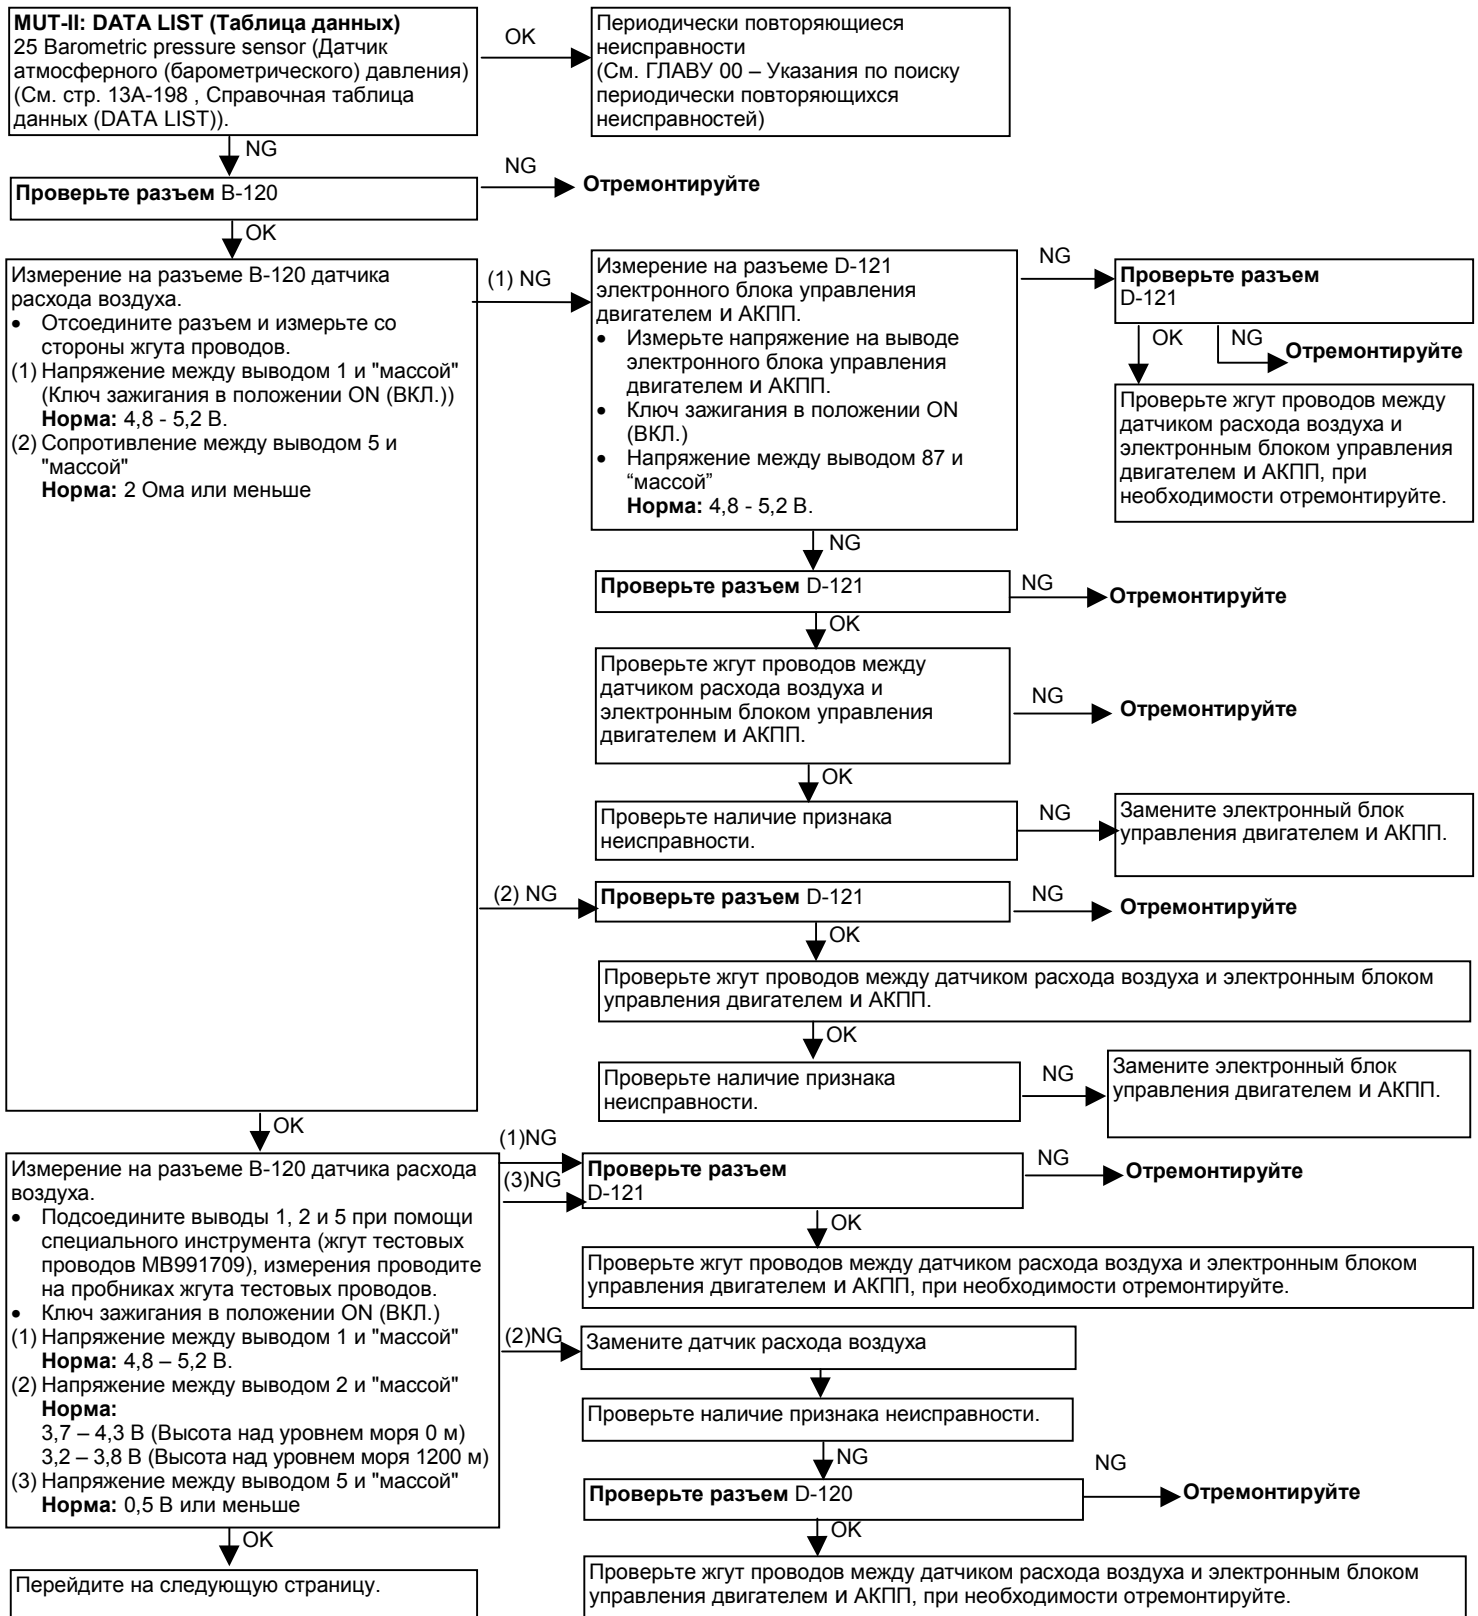 MUT-II: DATA LIST (Таблица данных)
25 Barometric pressure sensor (Датчик
атмосферного (барометрического) давления)
(См. стр. 13A-198 , Справочная таблица
данных (DATA LIST)).
OK
Периодически повторяющиеся
неисправности
(См. ГЛАВУ 00 – Указания по поиску
периодически повторяющихся
неисправностей)
NG
Проверьте разъем B-120
NG
Отремонтируйте
OK
Измерение на разъеме B-120 датчика
расхода воздуха.
• Отсоедините разъем и измерьте со
стороны жгута проводов.
(1) Напряжение между выводом 1 и "массой"
(Ключ зажигания в положении ON (ВКЛ.))
Норма: 4,8 - 5,2 В.
(2) Сопротивление между выводом 5 и
"массой"
Норма: 2 Ома или меньше
(1) NG
Измерение на разъеме D-121
электронного блока управления
двигателем и АКПП.
• Измерьте напряжение на выводе
электронного блока управления
двигателем и АКПП.
• Ключ зажигания в положении ON
(ВКЛ.)
• Напряжение между выводом 87 и
“массой”
Норма: 4,8 - 5,2 В.
NG
Проверьте разъем
D-121
OK
NG
Отремонтируйте
Проверьте жгут проводов между
датчиком расхода воздуха и
электронным блоком управления
двигателем и АКПП, при
необходимости отремонтируйте.
NG
Проверьте разъем D-121
NG
Отремонтируйте
OK
Проверьте жгут проводов между
датчиком расхода воздуха и
электронным блоком управления
двигателем и АКПП.
NG
Отремонтируйте
OK
Проверьте наличие признака
неисправности.
NG
Замените электронный блок
управления двигателем и АКПП.
(2) NG
Проверьте разъем D-121
NG
Отремонтируйте
OK
Проверьте жгут проводов между датчиком расхода воздуха и электронным блоком
управления двигателем и АКПП.
OK
Проверьте наличие признака
неисправности.
NG
Замените электронный блок
управления двигателем и АКПП.
OK
Измерение на разъеме B-120 датчика расхода
воздуха.
• Подсоедините выводы 1, 2 и 5 при помощи
специального инструмента (жгут тестовых
проводов MB991709), измерения проводите
на пробниках жгута тестовых проводов.
• Ключ зажигания в положении ON (ВКЛ.)
(1) Напряжение между выводом 1 и "массой"
Норма: 4,8 – 5,2 В.
(2) Напряжение между выводом 2 и "массой"
Норма:
3,7 – 4,3 В (Высота над уровнем моря 0 м)
3,2 – 3,8 В (Высота над уровнем моря 1200 м)
(3) Напряжение между выводом 5 и "массой"
Норма: 0,5 В или меньше
(1)NG
(3)NG
Проверьте разъем
D-121
NG
Отремонтируйте
OK
Проверьте жгут проводов между датчиком расхода воздуха и электронным блоком
управления двигателем и АКПП, при необходимости отремонтируйте.
(2)NG
Замените датчик расхода воздуха
Проверьте наличие признака неисправности.
NG
Проверьте разъем D-120
NG
Отремонтируйте
OK
Проверьте жгут проводов между датчиком расхода воздуха и электронным блоком
управления двигателем и АКПП, при необходимости отремонтируйте.
OK
Перейдите на следующую страницу.